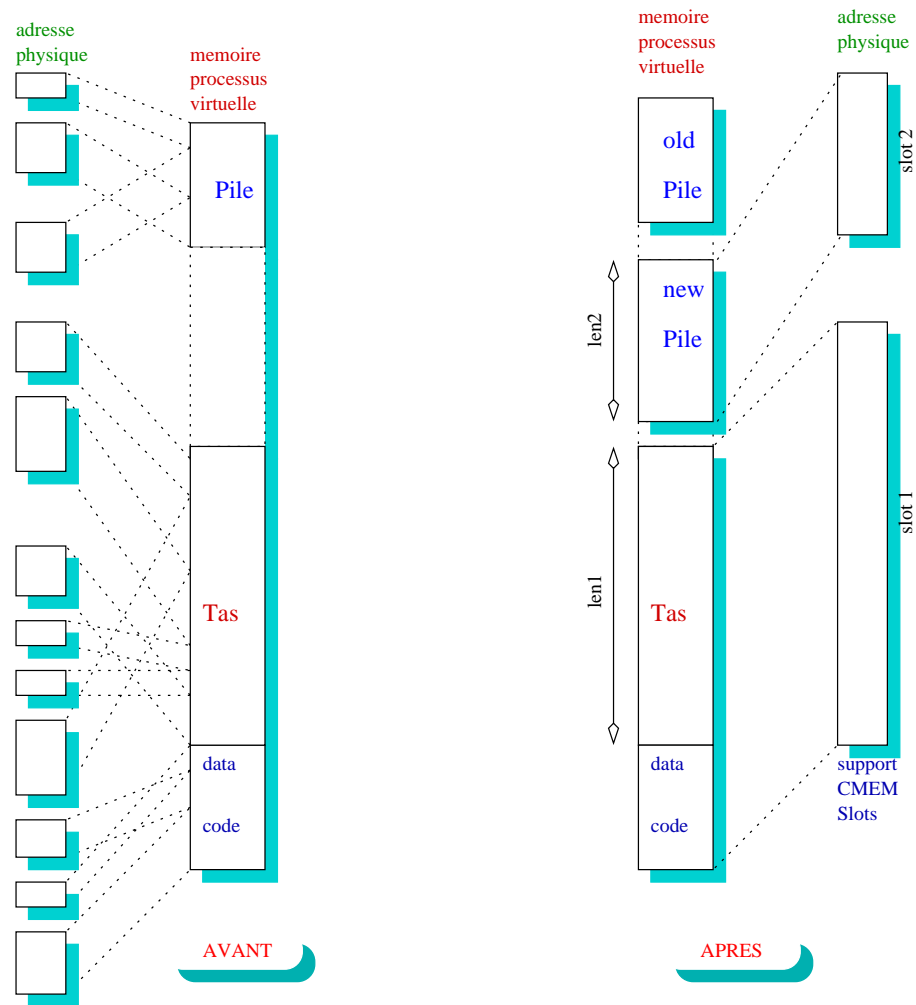 adresse
physique
memoire
processus
virtuelle
Pile
Tas
data
code
AVANT
memoire
processus
virtuelle
adresse
physique
old
Pile
slot 2
new
Pile
len2
slot 1
len1
Tas
data
code
support
CMEM
Slots
APRES